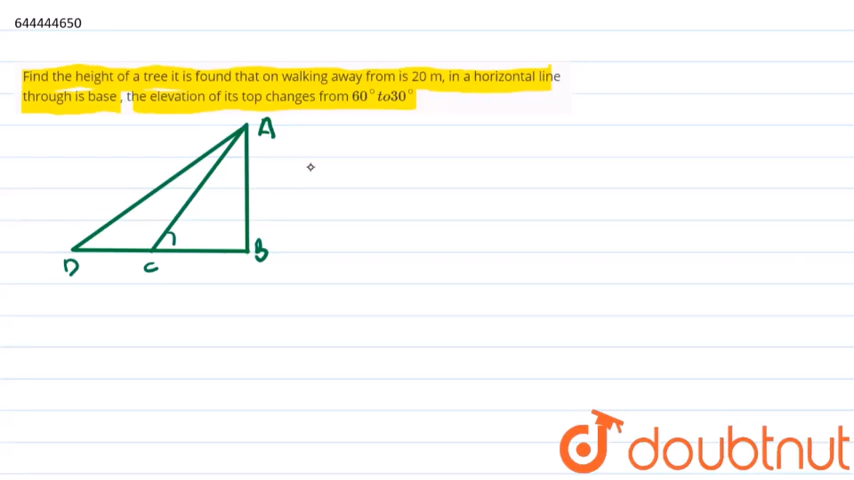 644444650
Find the height of a tree it is found that on walking away from is 20 m, in a horizontal line
through is base , the elevation of its top changes from 60° to30°
A
D
C
B
doubtnut